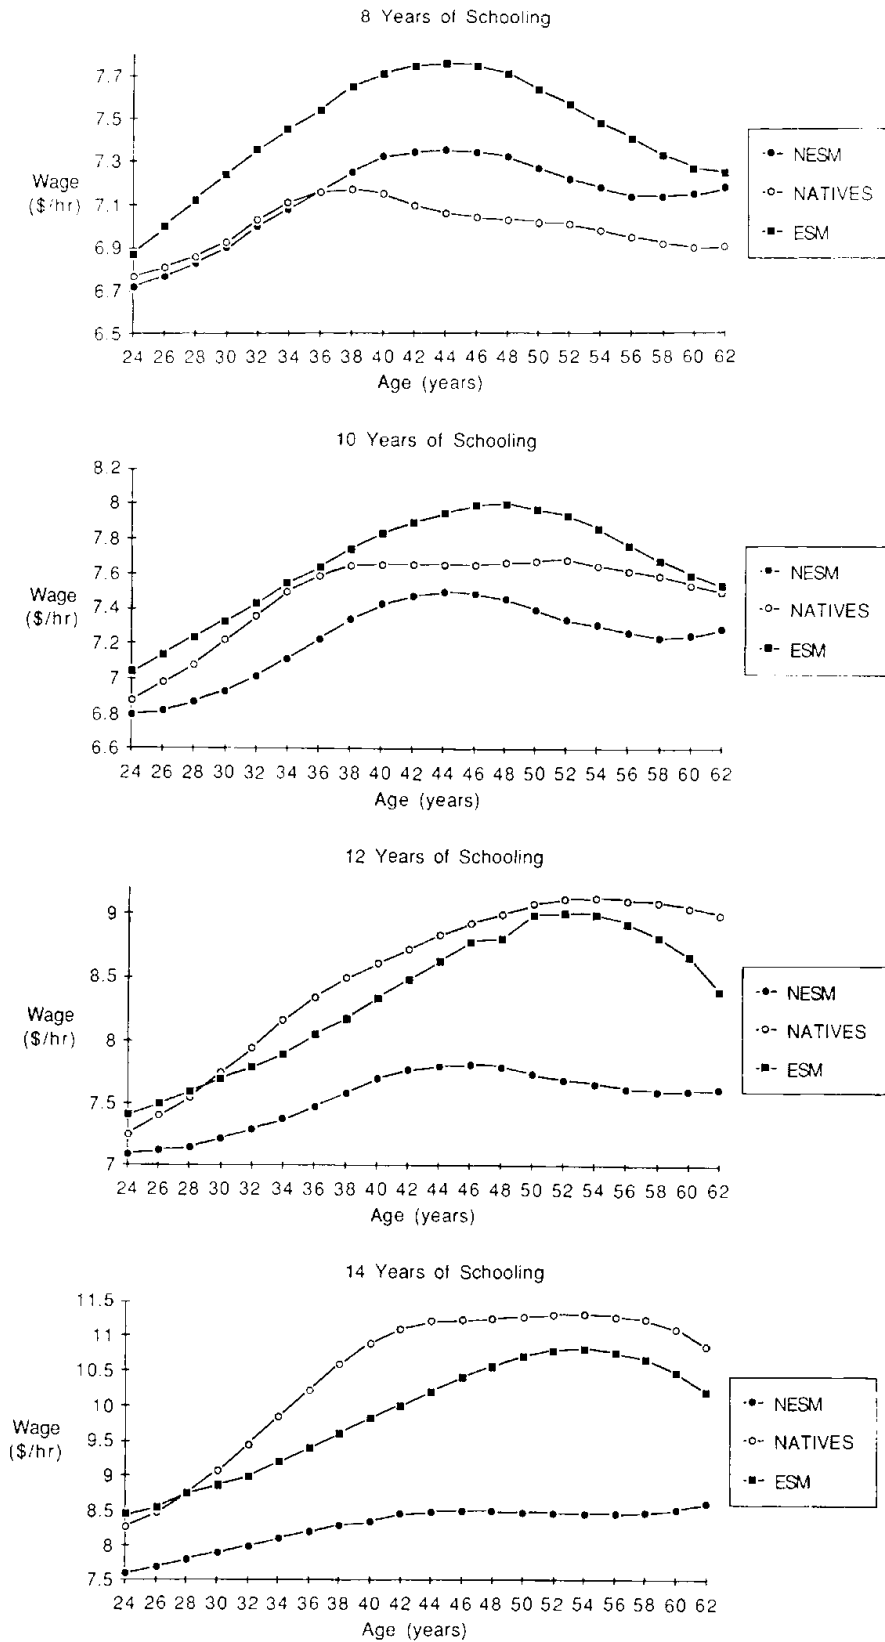 8 Years of Schooling
7.7
7.5
7.3
7.1
6.9
6.7
6.5
Wage
($/hr)
24 26 28 30 32 34 36 38 40 42 44 46 48 50 52 54 56 58 60 62
Age (years)
NESM
NATIVES
ESM
10 Years of Schooling
8.2
8
7.8
7.6
7.4
7.2
7
6.8
6.6
Wage
($/hr)
24 26 28 30 32 34 36 38 40 42 44 46 48 50 52 54 56 58 60 62
Age (years)
NESM
NATIVES
ESM
12 Years of Schooling
9
8.5
8
7.5
7
Wage
($/hr)
24 26 28 30 32 34 36 38 40 42 44 46 48 50 52 54 56 58 60 62
Age (years)
NESM
NATIVES
ESM
14 Years of Schooling
11.5
11
10.5
10
9.5
9
8.5
8
7.5
Wage
($/hr)
24 26 28 30 32 34 36 38 40 42 44 46 48 50 52 54 56 58 60 62
Age (years)
NESM
NATIVES
ESM